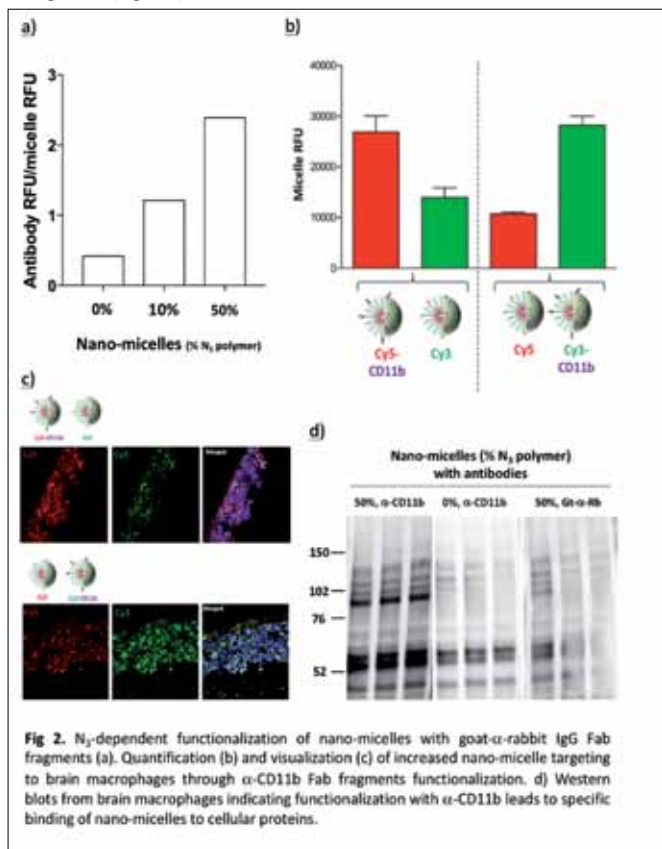 a)
3
2
1
0
Antibody RFU/micelle RFU
0% 10% 50%
Nano-micelles (% N₃ polymer)
b)
40000
30000
20000
10000
0
Micelle RFU
Cy5-
CD11b
Cy3
Cy5
Cy3-
CD11b
c)
Merged
Merged
d)
Nano-micelles (% N₃ polymer)
with antibodies
50%, α-CD11b 0%, α-CD11b 50%, Gt-α-Rb
150
102
76
52
Fig 2. N₃-dependent functionalization of nano-micelles with goat-α-rabbit IgG Fab
fragments (a). Quantification (b) and visualization (c) of increased nano-micelle targeting
to brain macrophages through α-CD11b Fab fragments functionalization. d) Western
blots from brain macrophages indicating functionalization with α-CD11b leads to specific
binding of nano-micelles to cellular proteins.